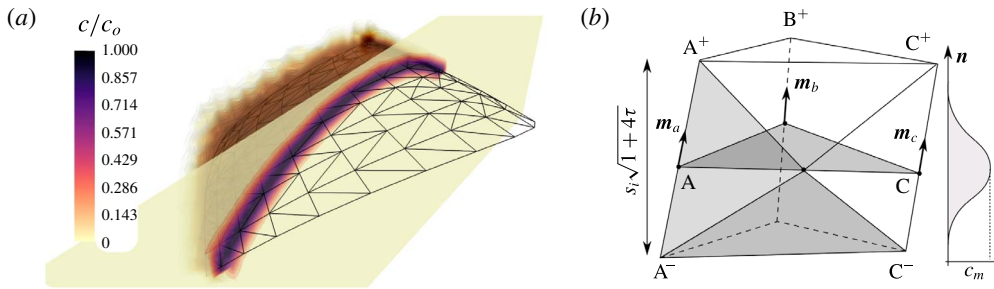 (a)
c/c_o
1.000
0.857
0.714
0.571
0.429
0.286
0.143
0
(b)
B⁺
A⁺
C⁺
n
m_b
m_a
m_c
s_i√1 + 4τ
A
C
A⁻
C⁻
c_m